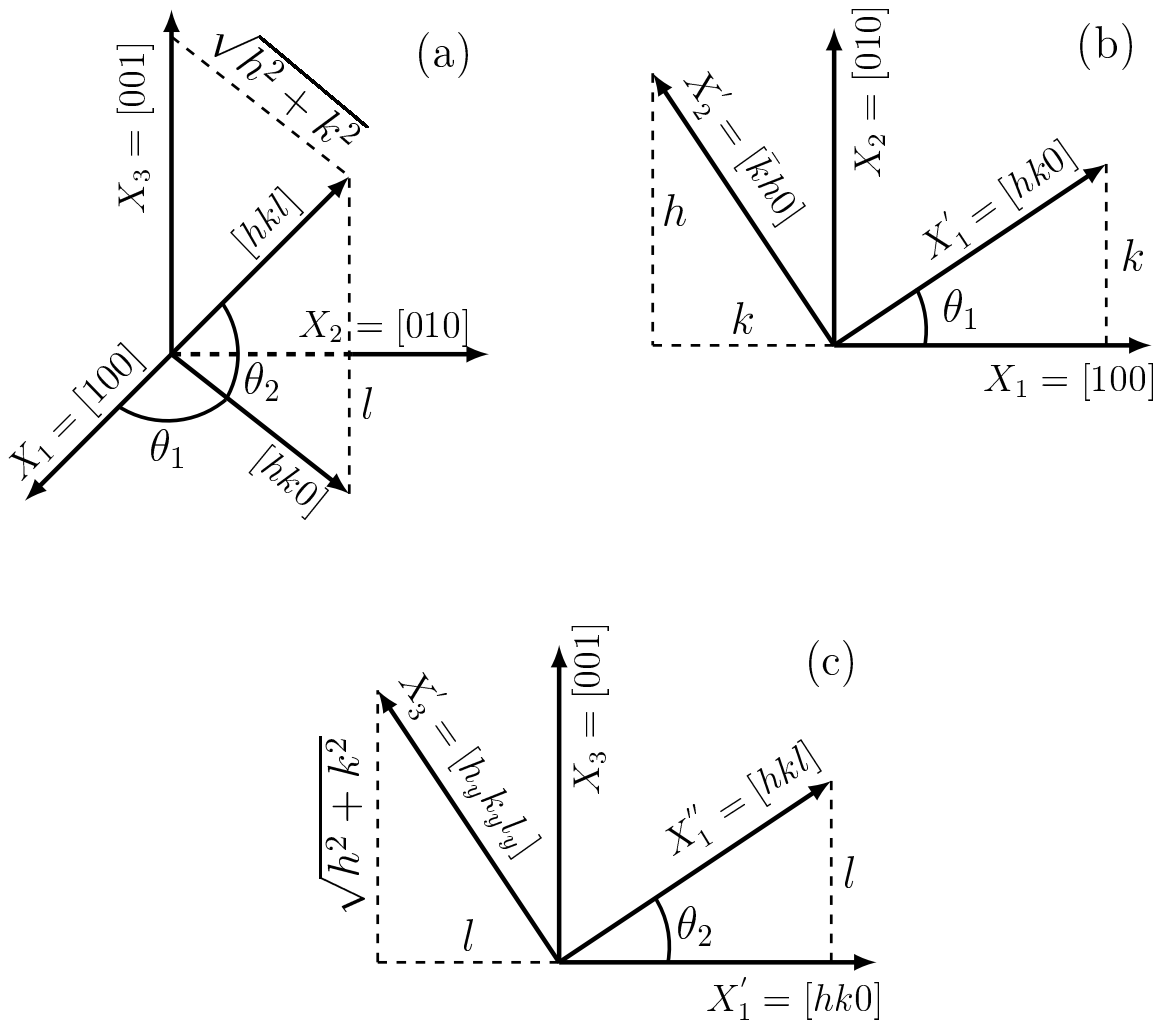 (a)
X₃ = [001]
√(h² + k²)
[hkl]
X₂ = [010]
X₁ = [100]
θ₂
l
θ₁
[hk0]
(b)
X₂ = [010]
X₂′ = [k̄h0]
X₁′ = [hk0]
h
k
k
θ₁
X₁ = [100]
(c)
X₃ = [001]
X₃′ = [h_y k_y l_y]
X₁″ = [hkl]
√(h² + k²)
l
l
θ₂
X₁′ = [hk0]